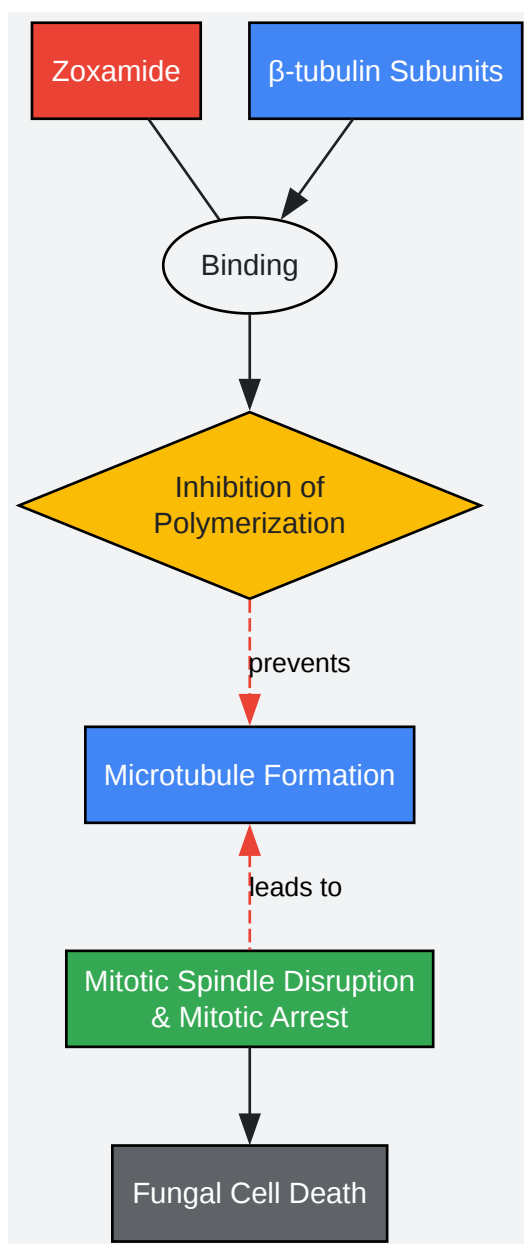 Zoxamide
β-tubulin Subunits
Binding
Inhibition of
Polymerization
prevents
Microtubule Formation
leads to
Mitotic Spindle Disruption
& Mitotic Arrest
Fungal Cell Death